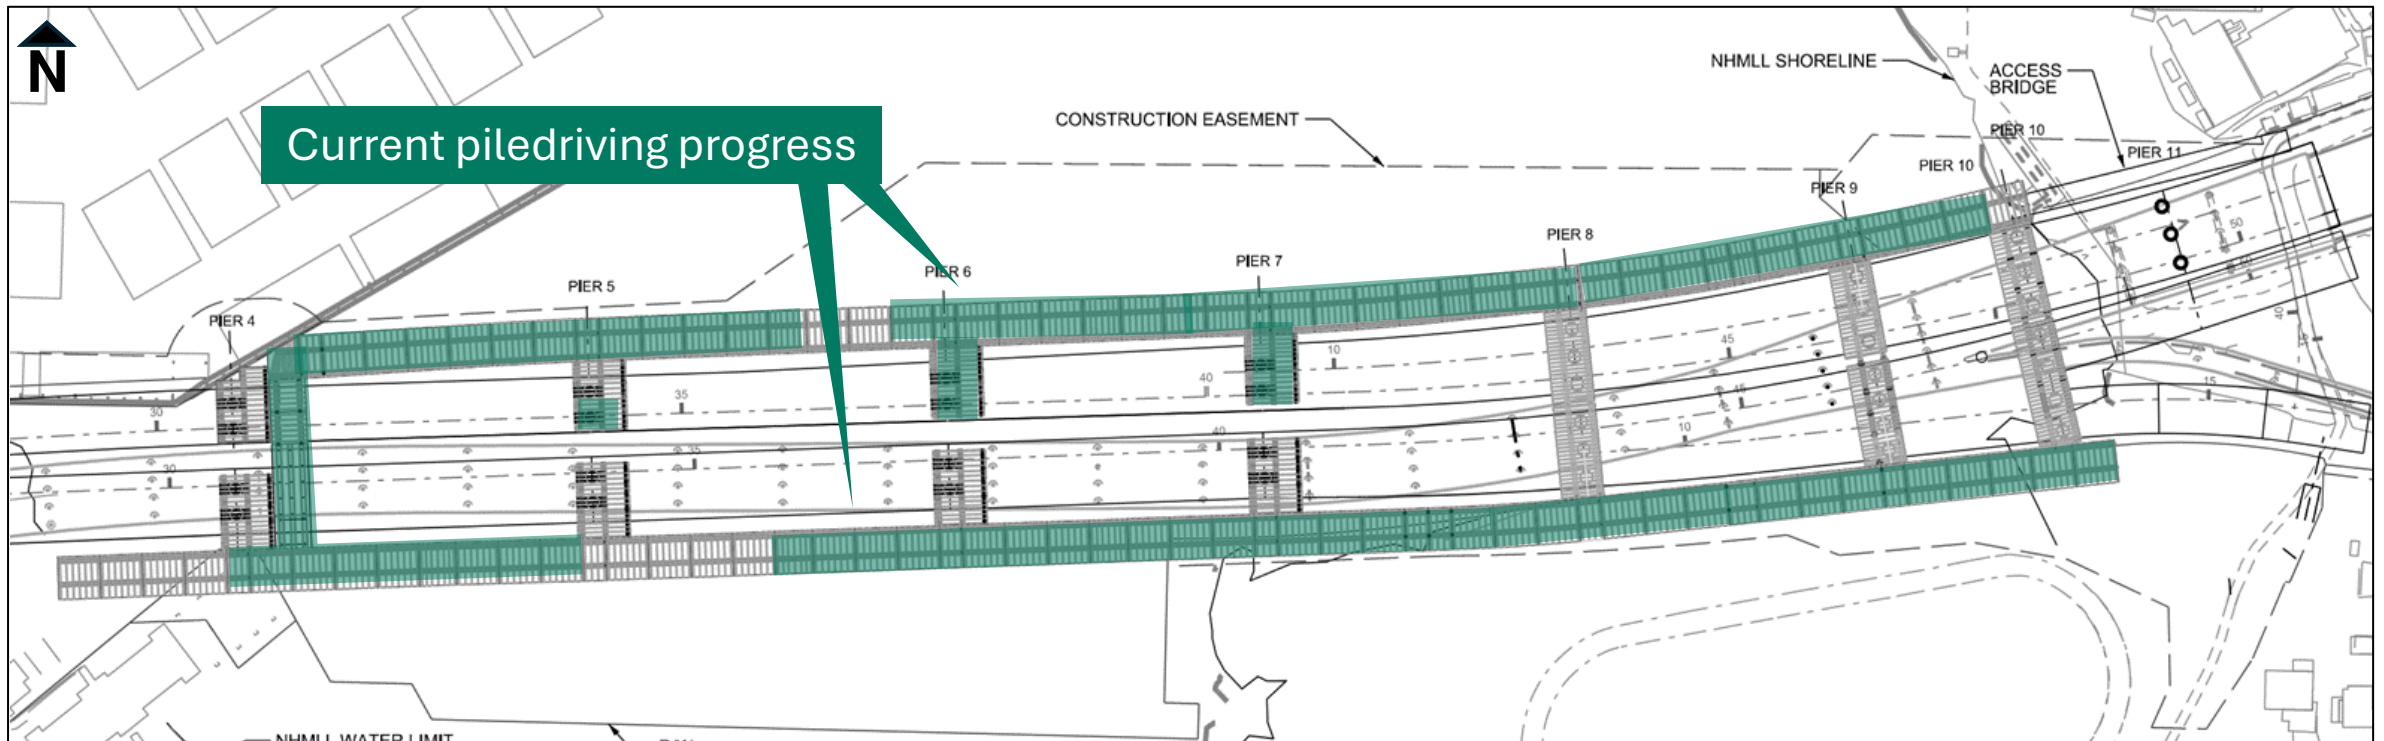 N
Current piledriving progress
CONSTRUCTION EASEMENT
NHMLL SHORELINE
ACCESS
BRIDGE
PIER 10
PIER 10
PIER 11
PIER 9
PIER 8
PIER 7
PIER 6
PIER 5
PIER 4
10
45
40
35
30
50
40
15
45
10
40
35
30
NHMLL WATER LIMIT